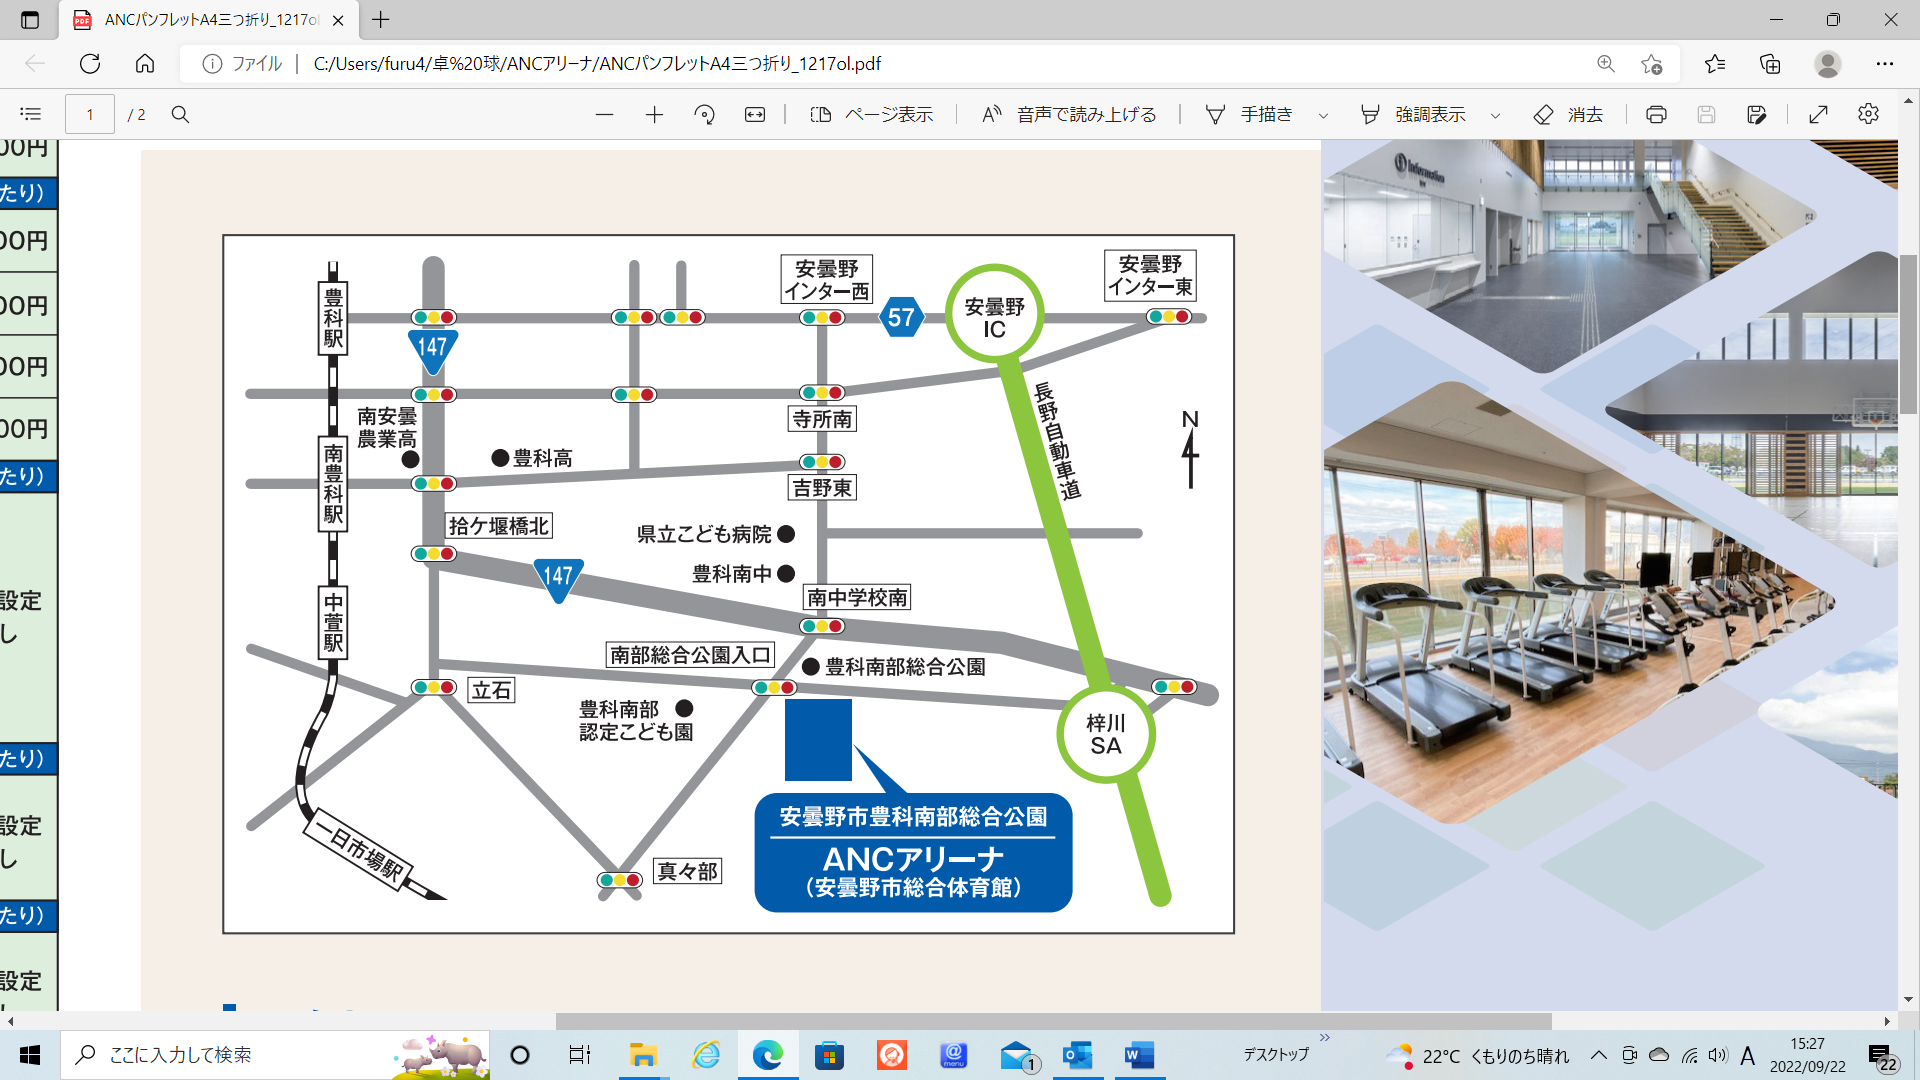 ANCパンフレットA4三つ折り_1217ol
ファイル
C:/Users/furu4/卓%20球/ANCアリーナ/ANCパンフレットA4三つ折り_1217ol.pdf
1
/ 2
ページ表示
音声で読み上げる
手描き
強調表示
消去
00円
たり）
00円
00円
00円
00円
たり）
設定
し
たり）
設定
し
たり）
設定
Information
安曇野
インター西
57
安曇野
IC
安曇野
インター東
豊科駅
147
南安曇
農業高
豊科高
寺所南
吉野東
長野自動車道
N
南豊科駅
拾ケ堰橋北
147
県立こども病院
豊科南中
南中学校南
中萱駅
南部総合公園入口
豊科南部総合公園
立石
豊科南部
認定こども園
梓川
SA
安曇野市豊科南部総合公園
ANCアリーナ
（安曇野市総合体育館）
一日市場駅
真々部
ここに入力して検索
@
menu
1
デスクトップ
22°C くもりのち晴れ
A
15:27
2022/09/22
22